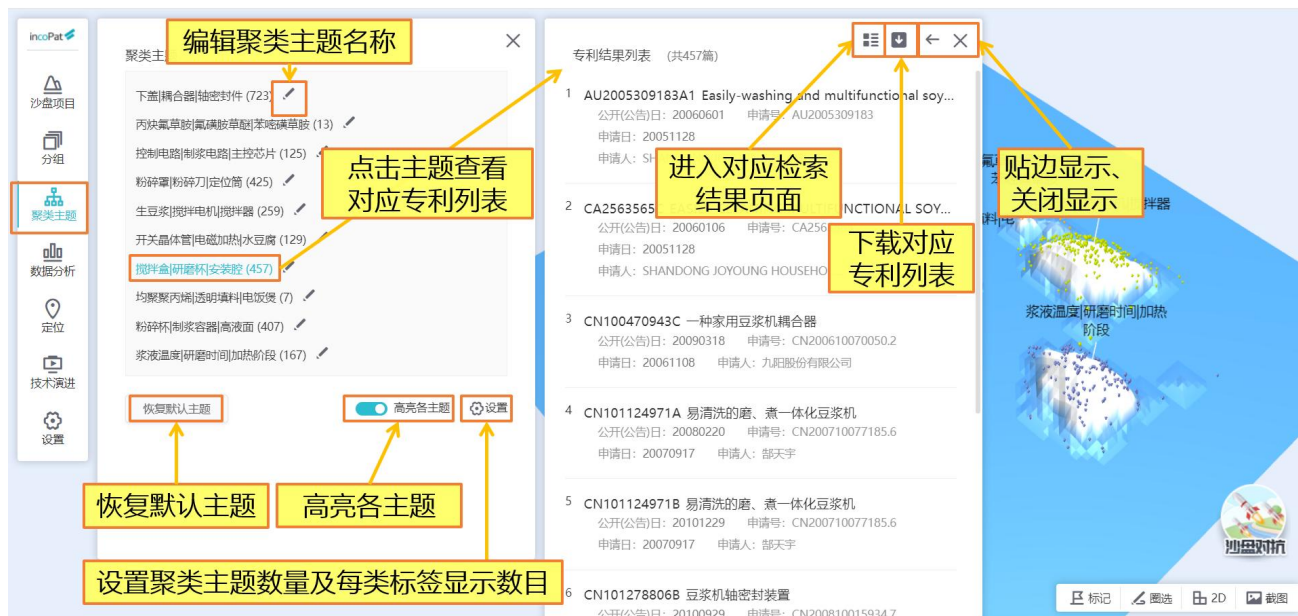 incoPat
沙盘项目
分组
聚类主题
数据分析
定位
技术演进
设置
编辑聚类主题名称
聚类主
下盖|耦合器|轴密封件 (723)
丙炔氟草胺|氟磺胺草醚|苯嘧磺草胺 (13)
控制电路|制浆电路|主控芯片 (125)
粉碎罩|粉碎刀|定位筒 (425)
生豆浆|搅拌电机|搅拌器 (259)
开关晶体管|电磁加热|水豆腐 (129)
搅拌盒|研磨杯|安装腔 (457)
均聚聚丙烯|透明填料|电饭煲 (7)
粉碎杯|制浆容器|高液面 (407)
浆液温度|研磨时间|加热阶段 (167)
点击主题查看
对应专利列表
恢复默认主题
高亮各主题
设置
恢复默认主题
高亮各主题
设置聚类主题数量及每类标签显示数目
专利结果列表 (共457篇)
1 AU2005309183A1 Easily-washing and multifunctional soy...
公开(公告)日: 20060601 申请号: AU2005309183
申请日: 20051128
申请人: SH
2 CA2563565 NCTIONAL SOY...
公开(公告)日: 20060106 申请号: CA256
申请日: 20051128
申请人: SHANDONG JOYOUNG HOUSEHO
3 CN100470943C 一种家用豆浆机耦合器
公开(公告)日: 20090318 申请号: CN200610070050.2
申请日: 20061108 申请人: 九阳股份有限公司
4 CN101124971A 易清洗的磨、煮一体化豆浆机
公开(公告)日: 20080220 申请号: CN200710077185.6
申请日: 20070917 申请人: 郜天宇
5 CN101124971B 易清洗的磨、煮一体化豆浆机
公开(公告)日: 20101229 申请号: CN200710077185.6
申请日: 20070917 申请人: 郜天宇
6 CN101278806B 豆浆机轴密封装置
公开(公告)日: 20100929 申请号: CN200810015934.7
进入对应检索
结果页面
下载对应
专利列表
贴边显示、
关闭显示
拌器
浆液温度|研磨时间|加热
阶段
沙盘对抗
标记
圈选
2D
截图